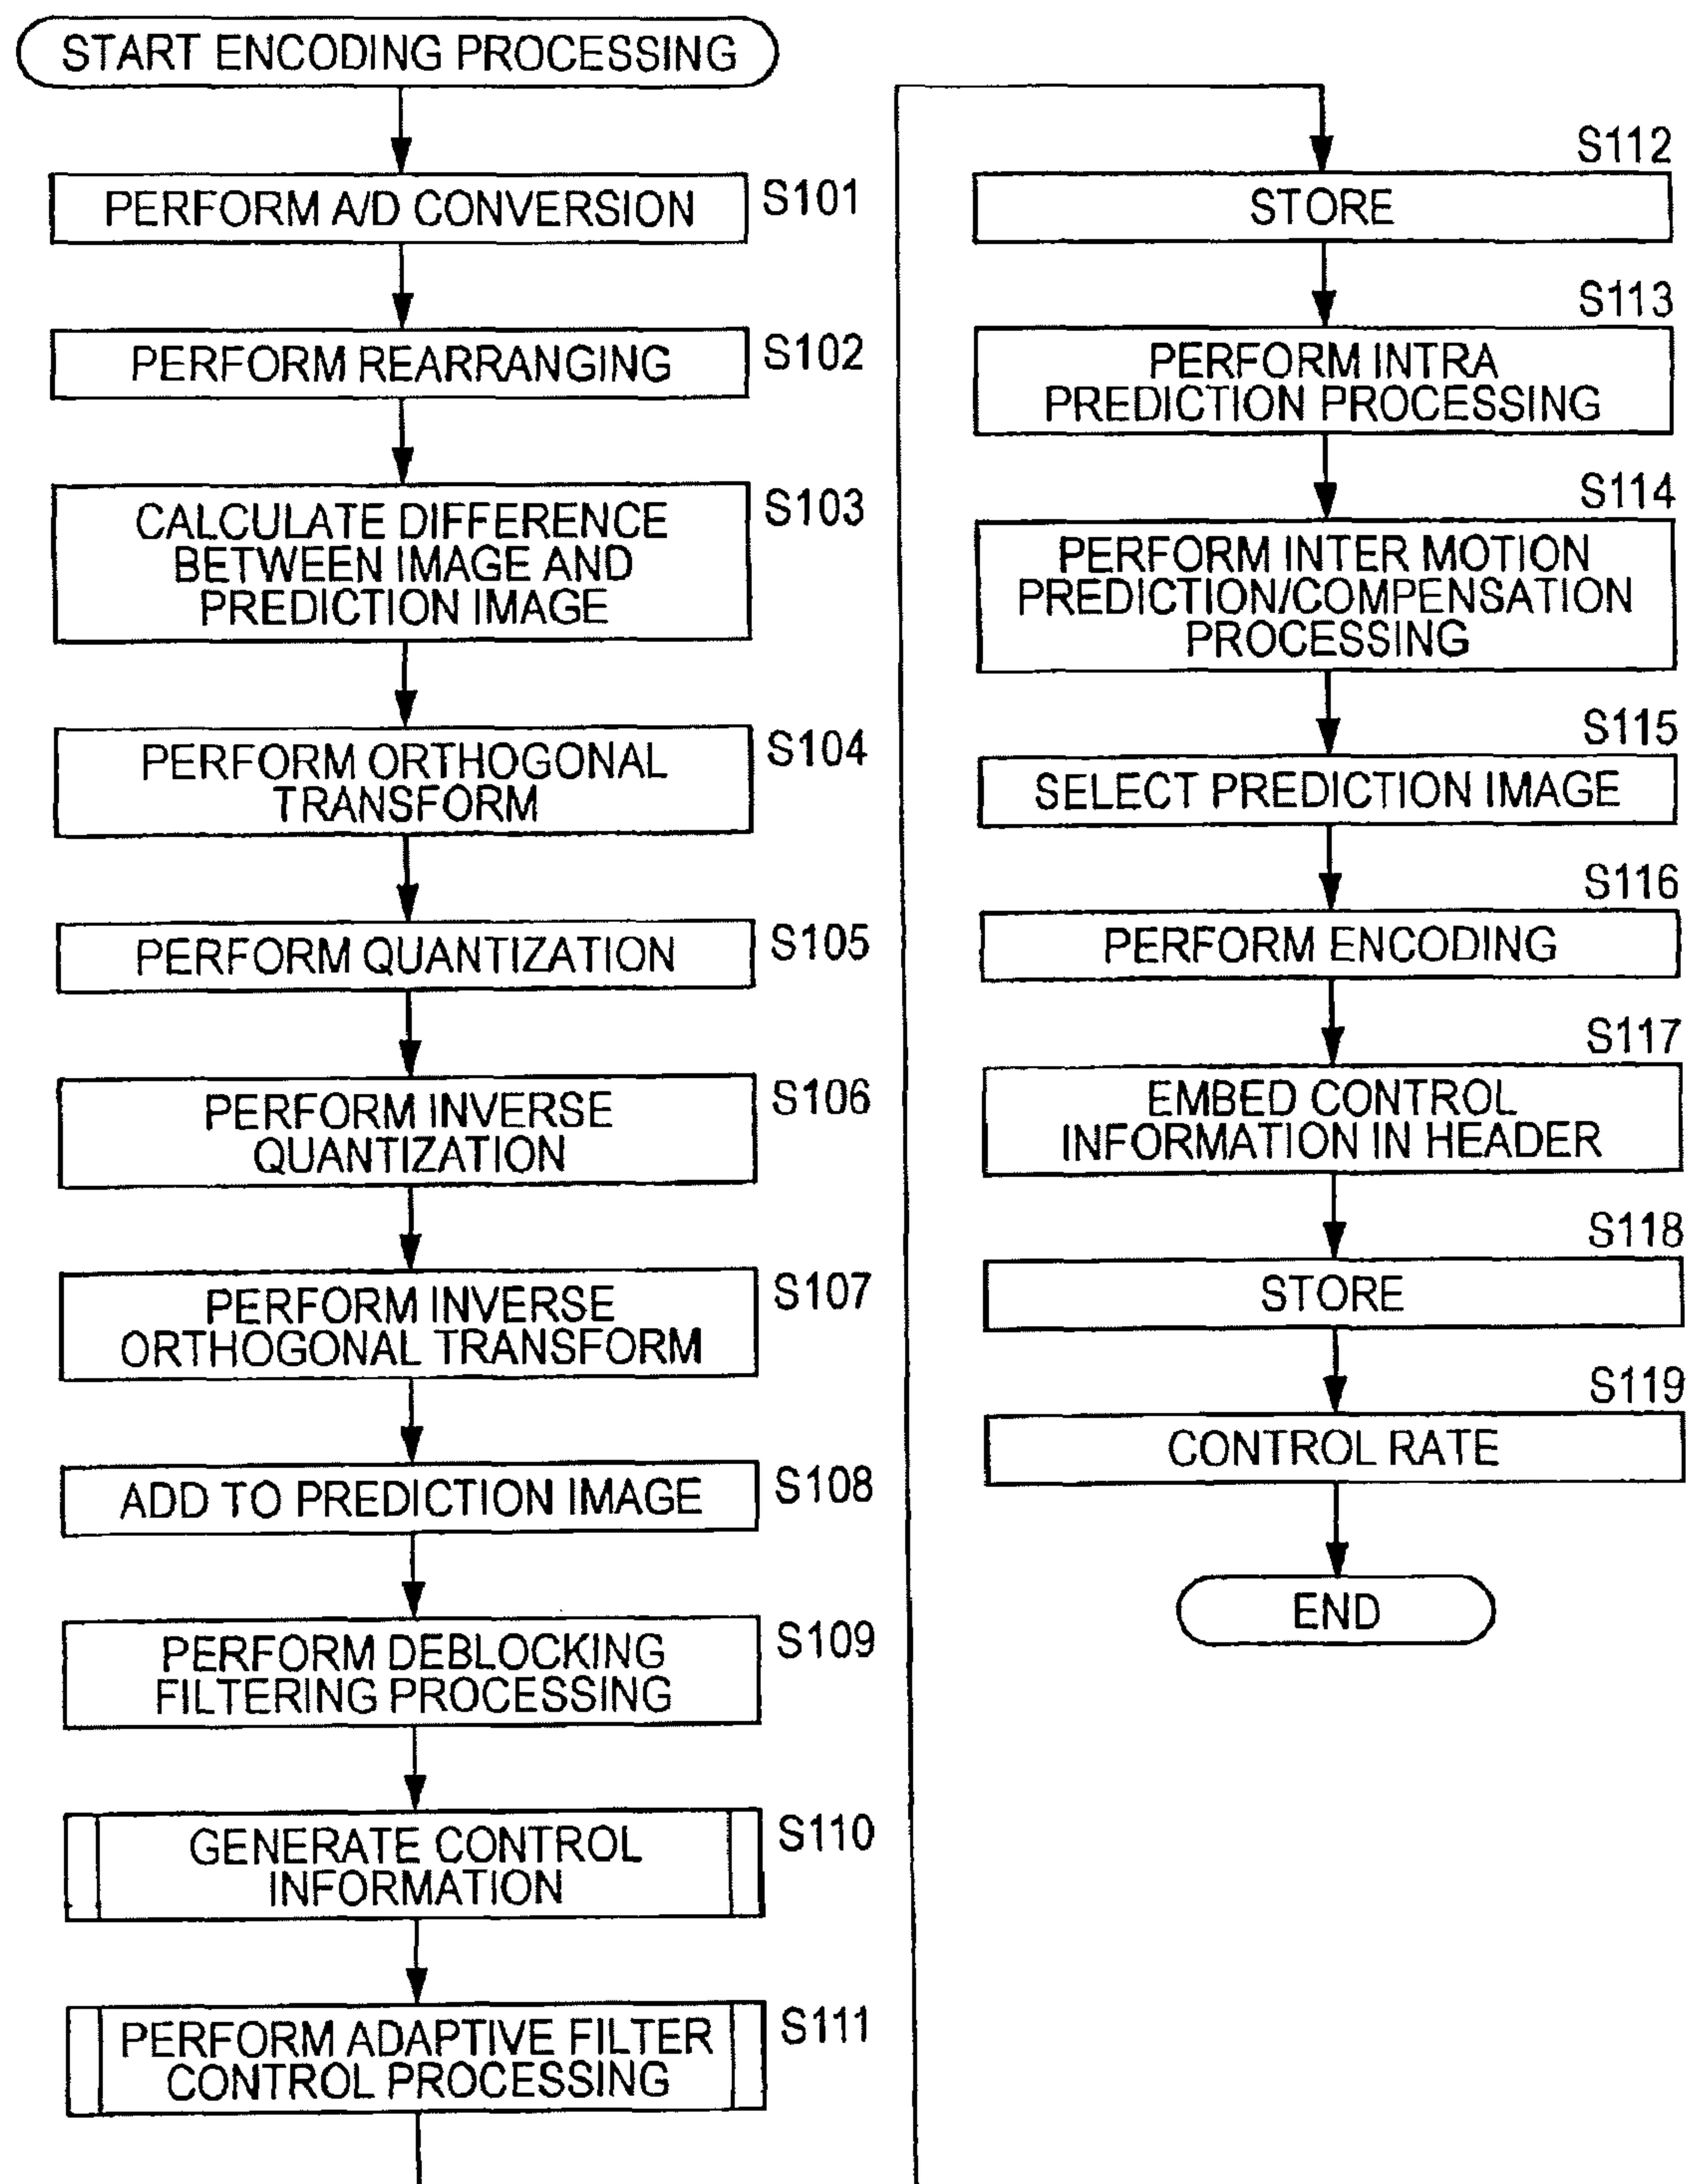 START ENCODING PROCESSING
PERFORM A/D CONVERSION
S101
PERFORM REARRANGING
S102
CALCULATE DIFFERENCE
BETWEEN IMAGE AND
PREDICTION IMAGE
S103
PERFORM ORTHOGONAL
TRANSFORM
S104
PERFORM QUANTIZATION
S105
PERFORM INVERSE
QUANTIZATION
S106
PERFORM INVERSE
ORTHOGONAL TRANSFORM
S107
ADD TO PREDICTION IMAGE
S108
PERFORM DEBLOCKING
FILTERING PROCESSING
S109
GENERATE CONTROL
INFORMATION
S110
PERFORM ADAPTIVE FILTER
CONTROL PROCESSING
S111
S112
STORE
S113
PERFORM INTRA
PREDICTION PROCESSING
S114
PERFORM INTER MOTION
PREDICTION/COMPENSATION
PROCESSING
S115
SELECT PREDICTION IMAGE
S116
PERFORM ENCODING
S117
EMBED CONTROL
INFORMATION IN HEADER
S118
STORE
S119
CONTROL RATE
END